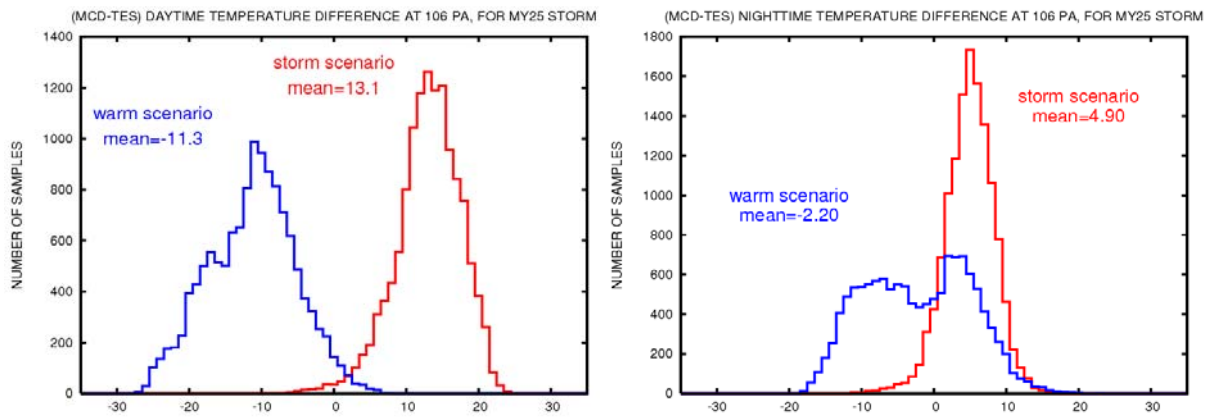 (MCD-TES) DAYTIME TEMPERATURE DIFFERENCE AT 106 PA, FOR MY25 STORM
1400
1200
1000
800
600
400
200
0
NUMBER OF SAMPLES
-30
-20
-10
0
10
20
30
warm scenario
mean=-11.3
storm scenario
mean=13.1
(MCD-TES) NIGHTTIME TEMPERATURE DIFFERENCE AT 106 PA, FOR MY25 STORM
1800
1600
1400
1200
1000
800
600
400
200
0
NUMBER OF SAMPLES
-30
-20
-10
0
10
20
30
warm scenario
mean=-2.20
storm scenario
mean=4.90